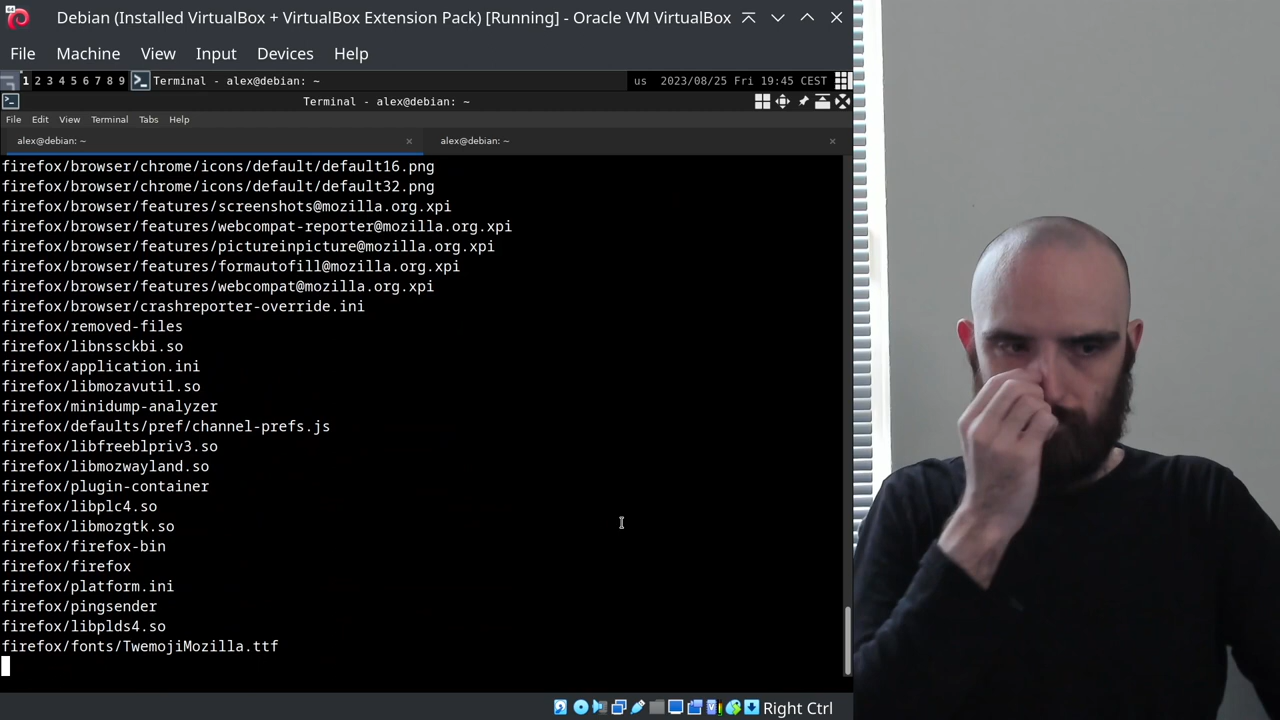 Debian (Installed VirtualBox + VirtualBox Extension Pack) [Running] - Oracle VM VirtualBox
File Machine View Input Devices Help
1 2 3 4 5 6 7 8 9 Terminal - alex@debian: ~ us 2023/08/25 Fri 19:45 CEST
Terminal - alex@debian: ~
File Edit View Terminal Tabs Help
alex@debian: ~ alex@debian: ~
firefox/browser/chrome/icons/default/default16.png
firefox/browser/chrome/icons/default/default32.png
firefox/browser/features/screenshots@mozilla.org.xpi
firefox/browser/features/webcompat-reporter@mozilla.org.xpi
firefox/browser/features/pictureinpicture@mozilla.org.xpi
firefox/browser/features/formautofill@mozilla.org.xpi
firefox/browser/features/webcompat@mozilla.org.xpi
firefox/browser/crashreporter-override.ini
firefox/removed-files
firefox/libnssckbi.so
firefox/application.ini
firefox/libmozavutil.so
firefox/minidump-analyzer
firefox/defaults/pref/channel-prefs.js
firefox/libfreeblpriv3.so
firefox/libmozwayland.so
firefox/plugin-container
firefox/libplc4.so
firefox/libmozgtk.so
firefox/firefox-bin
firefox/firefox
firefox/platform.ini
firefox/pingsender
firefox/libplds4.so
firefox/fonts/TwemojiMozilla.ttf
Right Ctrl